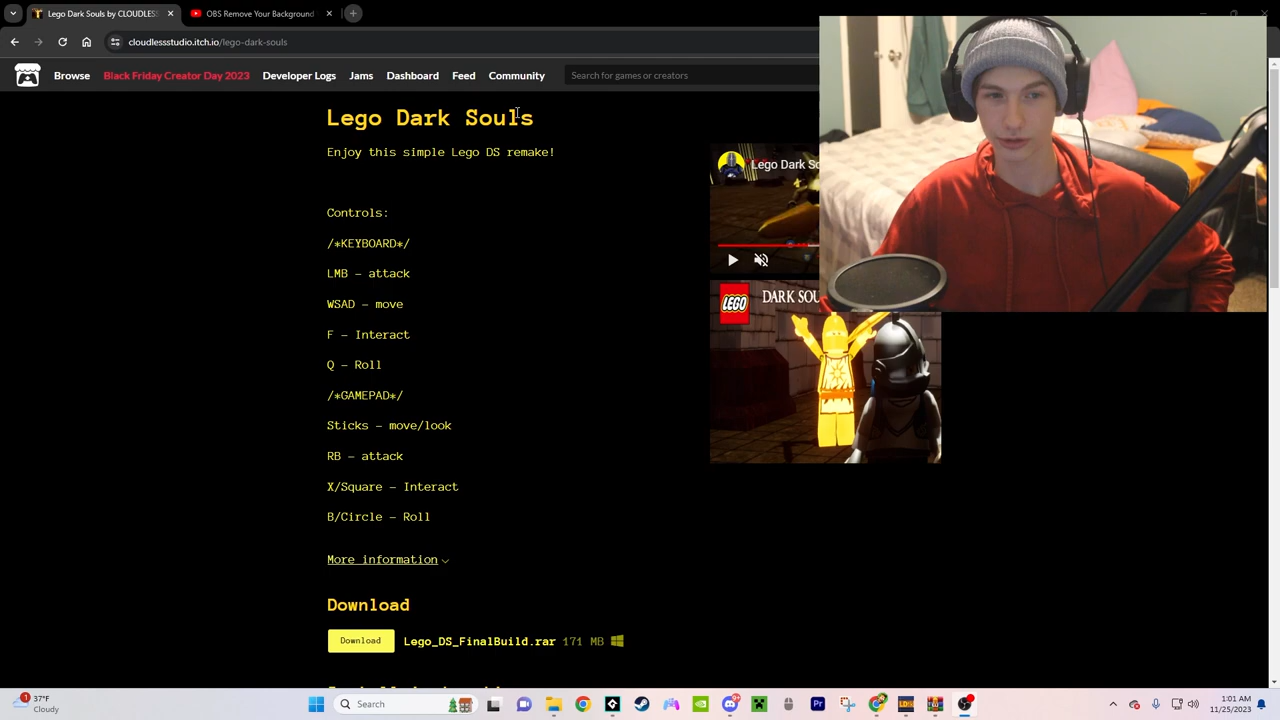 Lego Dark Souls by CLOUDLESS
OBS Remove Your Background
cloudlessstudio.itch.io/lego-dark-souls
Browse
Black Friday Creator Day 2023
Developer Logs
Jams
Dashboard
Feed
Community
Search for games or creators
Lego Dark Souls
Enjoy this simple Lego DS remake!
Controls:
/*KEYBOARD*/
LMB - attack
WSAD - move
F - Interact
Q - Roll
/*GAMEPAD*/
Sticks - move/look
RB - attack
X/Square - Interact
B/Circle - Roll
More information
Download
Download Lego_DS_FinalBuild.rar 171 MB
Lego Dark So
LEGO DARK SOU
1
37°F
Cloudy
Search
9+
Pr
1:01 AM
11/25/2023